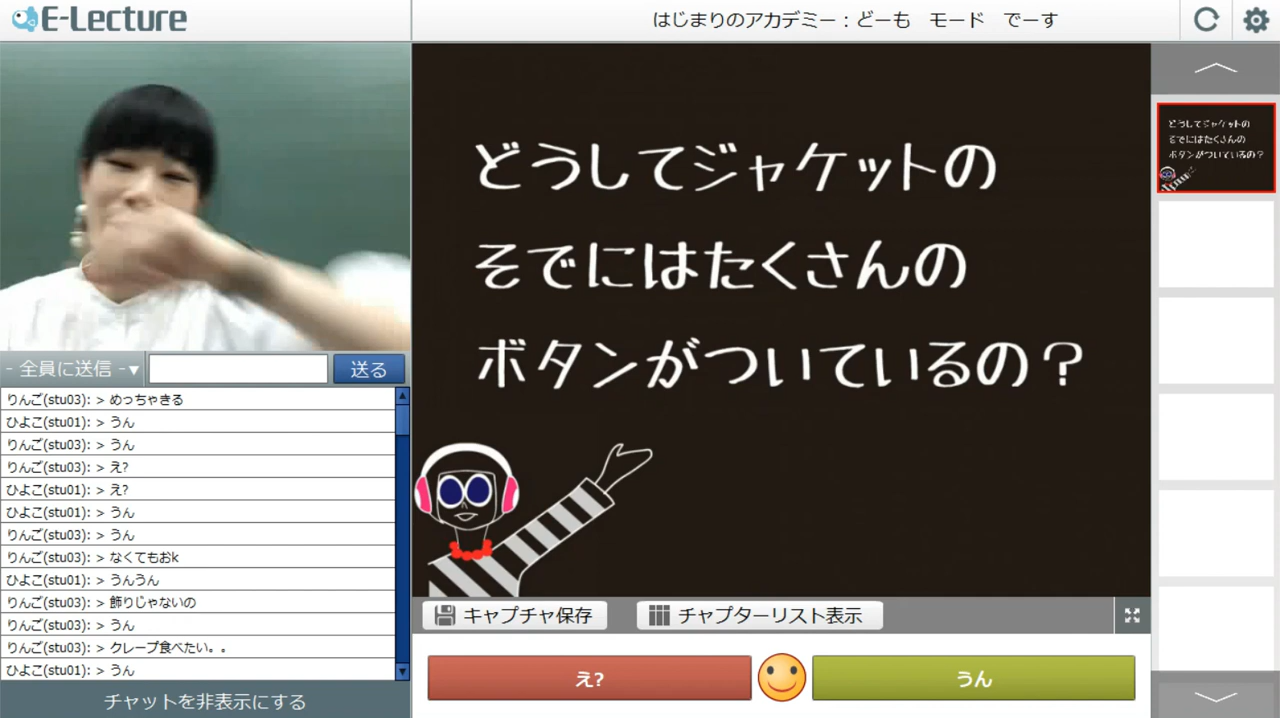 E-Lecture
はじまりのアカデミー：どーも　モード　でーす
どうしてジャケットの
そでにはたくさんの
ボタンがついているの？
どうしてジャケットの
そでにはたくさんの
ボタンがついているの？
- 全員に送信 -▼
送る
りんご(stu03): > めっちゃきる
ひよこ(stu01): > うん
りんご(stu03): > うん
りんご(stu03): > え?
ひよこ(stu01): > え?
ひよこ(stu01): > うん
りんご(stu03): > うん
りんご(stu03): > なくてもおk
ひよこ(stu01): > うんうん
りんご(stu03): > 飾りじゃないの
りんご(stu03): > うん
りんご(stu03): > クレープ食べたい。。
ひよこ(stu01): > うん
チャットを非表示にする
キャプチャ保存
チャプターリスト表示
え?
うん